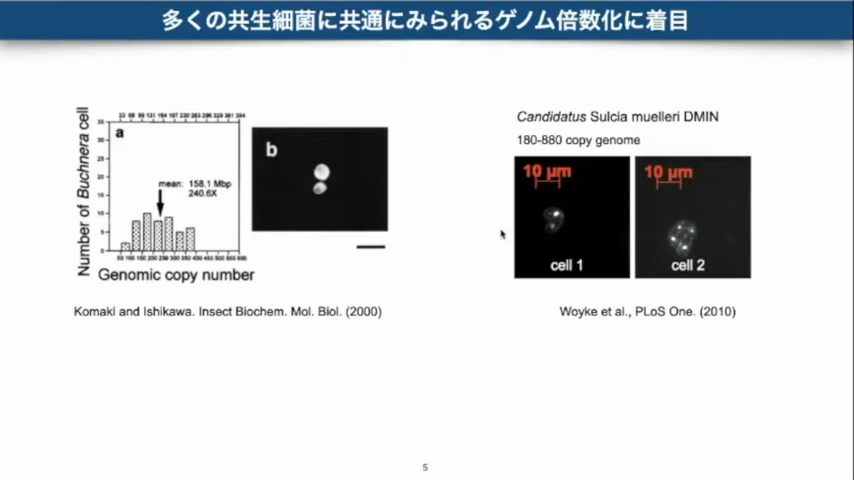 多くの共生細菌に共通にみられるゲノム倍数化に着目
a
Number of Buchnera cell
mean: 158.1 Mbp
240.6X
Genomic copy number
b
Komaki and Ishikawa. Insect Biochem. Mol. Biol. (2000)
Candidatus Sulcia muelleri DMIN
180-880 copy genome
10 µm
cell 1
10 µm
cell 2
Woyke et al., PLoS One. (2010)
5